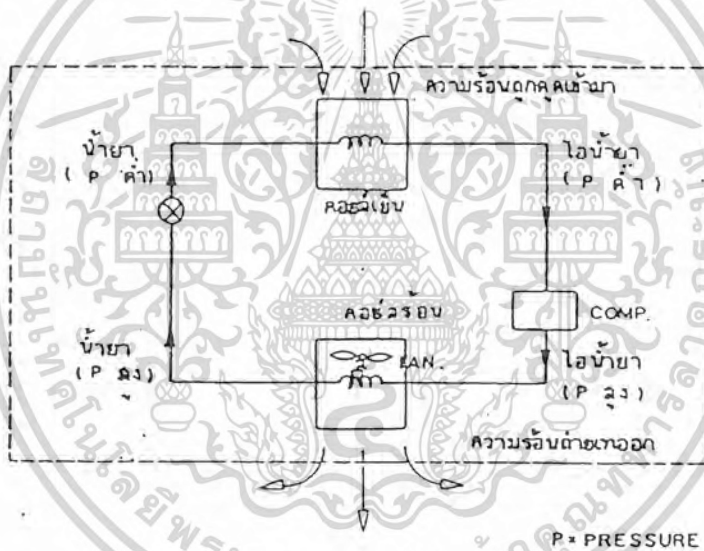 ความร้อนถูกดูดเข้ามา
น้ำยา
( P ต่ำ)
ไอน้ำยา
( P ต่ำ )
คอยล์เย็น
คอยล์ร้อน
COMP.
FAN.
น้ำยา
(P สูง)
ไอน้ำยา
(P สูง)
ความร้อนถ่ายเทออก
P = PRESSURE